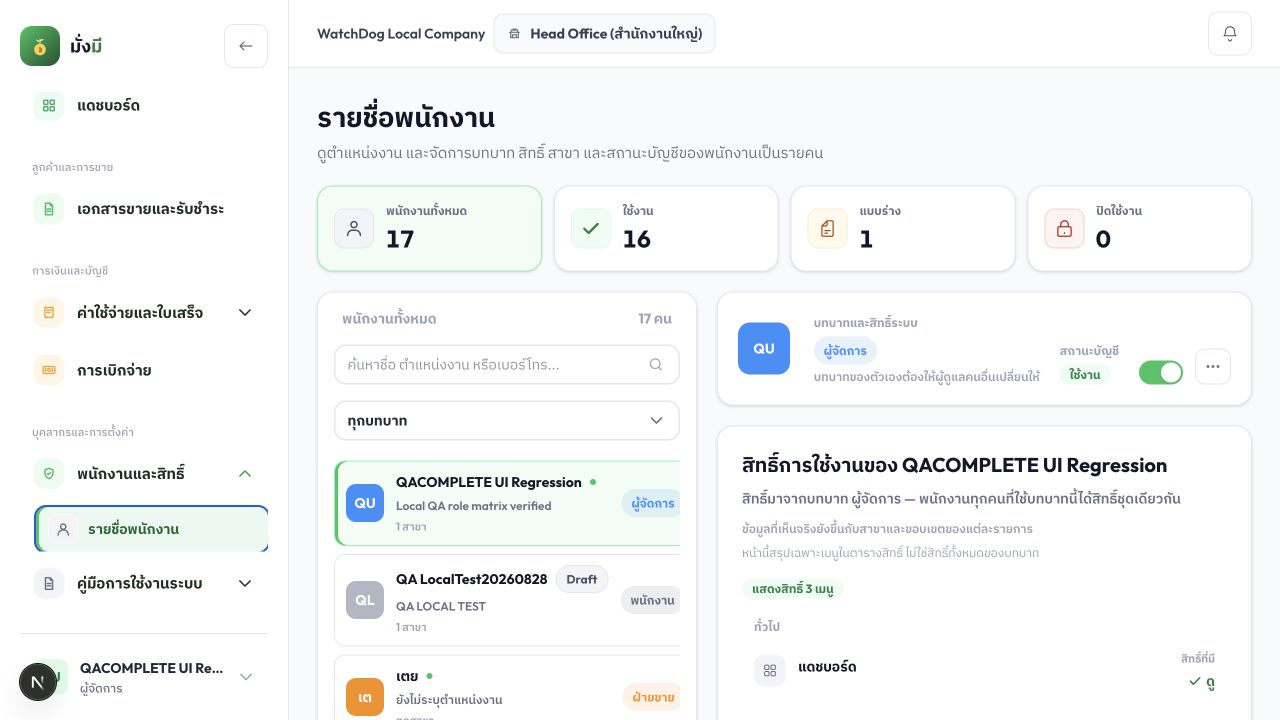 มั่งมี
แดชบอร์ด
ลูกค้าและการขาย
เอกสารขายและรับชำระ
การเงินและบัญชี
ค่าใช้จ่ายและใบเสร็จ
การเบิกจ่าย
บุคลากรและการตั้งค่า
พนักงานและสิทธิ์
รายชื่อพนักงาน
คู่มือการใช้งานระบบ
N
QACOMPLETE UI Re...
ผู้จัดการ
WatchDog Local Company
Head Office (สำนักงานใหญ่)
รายชื่อพนักงาน
ดูตำแหน่งงาน และจัดการบทบาท สิทธิ์ สาขา และสถานะบัญชีของพนักงานเป็นรายคน
พนักงานทั้งหมด
17
ใช้งาน
16
แบบร่าง
1
ปิดใช้งาน
0
พนักงานทั้งหมด
17 คน
ค้นหาชื่อ ตำแหน่งงาน หรือเบอร์โทร...
ทุกบทบาท
QU
QACOMPLETE UI Regression
Local QA role matrix verified
1 สาขา
ผู้จัดการ
QL
QA LocalTest20260828
Draft
QA LOCAL TEST
1 สาขา
พนักงาน
เต
เตย
ยังไม่ระบุตำแหน่งงาน
ฝ่ายขาย
QU
บทบาทและสิทธิ์ระบบ
ผู้จัดการ
บทบาทของตัวเองต้องให้ผู้ดูแลคนอื่นเปลี่ยนให้
สถานะบัญชี
ใช้งาน
สิทธิ์การใช้งานของ QACOMPLETE UI Regression
สิทธิ์มาจากบทบาท ผู้จัดการ — พนักงานทุกคนที่ใช้บทบาทนี้ได้สิทธิ์ชุดเดียวกัน
ข้อมูลที่เห็นจริงยังขึ้นกับสาขาและขอบเขตของแต่ละรายการ
หน้านี้สรุปเฉพาะเมนูในตารางสิทธิ์ ไม่ใช่สิทธิ์ทั้งหมดของบทบาท
แสดงสิทธิ์ 3 เมนู
ทั่วไป
แดชบอร์ด
สิทธิ์ที่มี
ดู